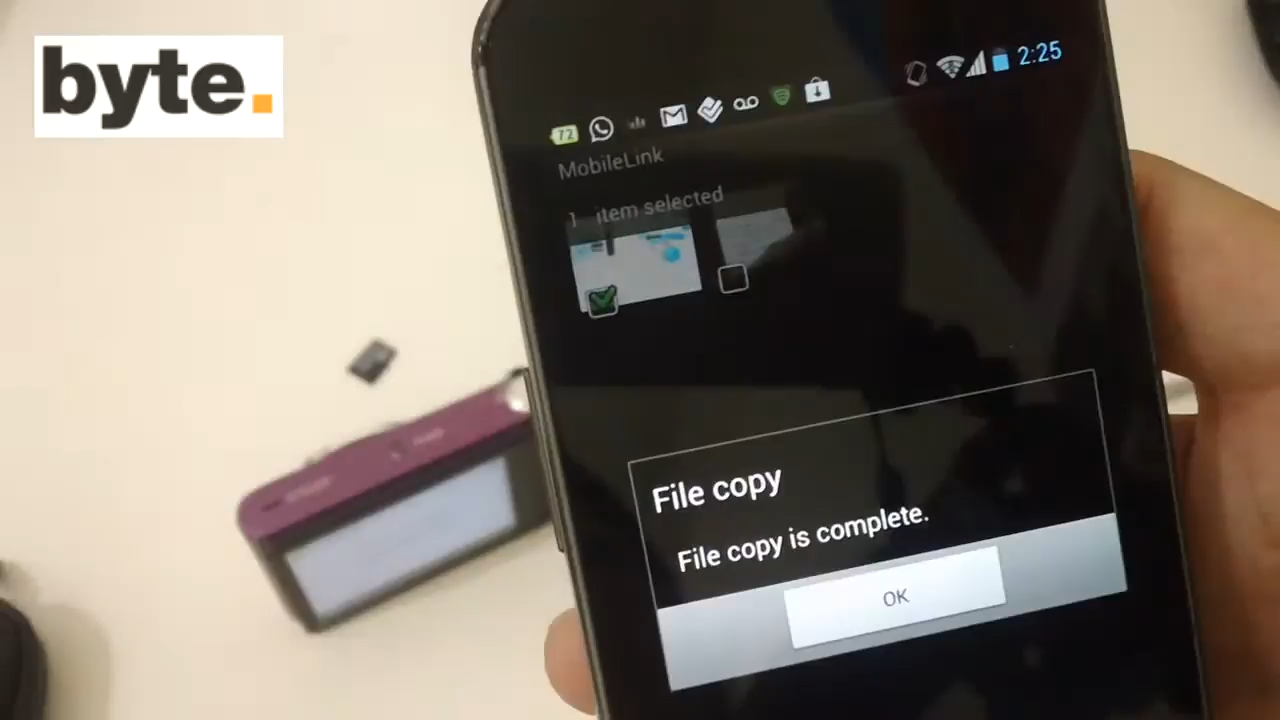 byte.
2:25
72
MobileLink
1 item selected
File copy
File copy is complete.
OK